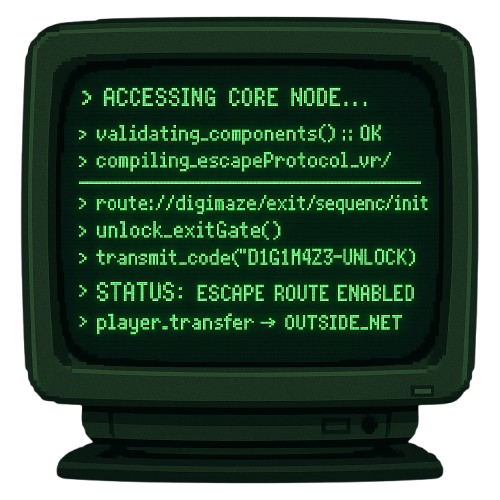 > ACCESSING CORE NODE...
> validating_components() :: OK
> compiling_escapeProtocol_vr/
> route://digimaze/exit/sequenc/init
> unlock_exitGate()
> transmit_code("D1G1M4Z3-UNLOCK)
> STATUS: ESCAPE ROUTE ENABLED
> player.transfer → OUTSIDE_NET